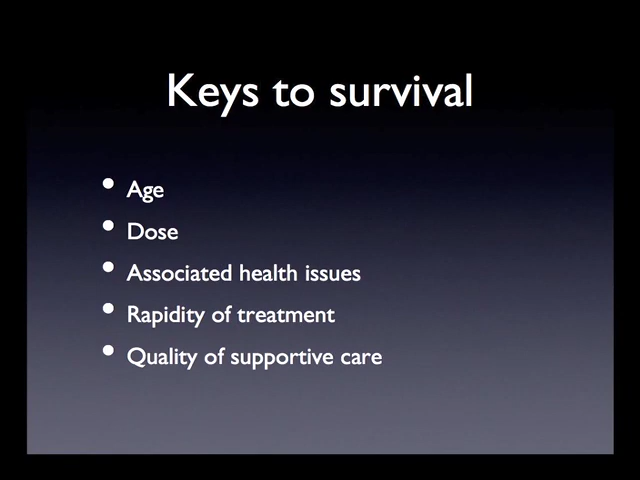 Keys to survival
• Age
• Dose
• Associated health issues
• Rapidity of treatment
• Quality of supportive care